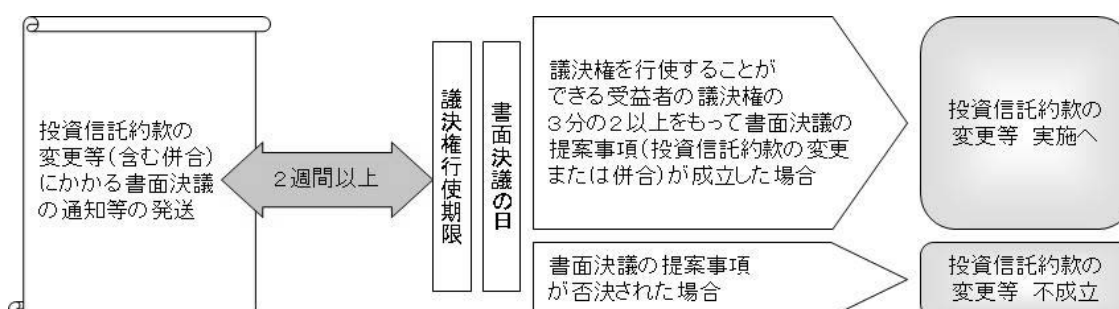 投資信託約款の
変更等(含む併合)
にかかる書面決議
の通知等の発送
2週間以上
議決権行使期限
書面決議の日
議決権を行使することが
できる受益者の議決権の
3分の2以上をもって書面決議の
提案事項(投資信託約款の変更
または併合)が成立した場合
投資信託約款の
変更等 実施へ
書面決議の提案事項
が否決された場合
投資信託約款の
変更等 不成立